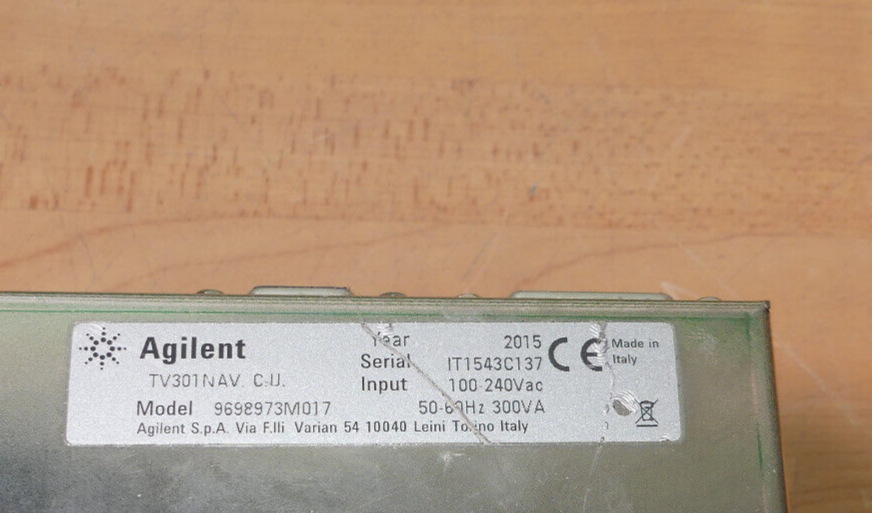 Agilent
TV301NAV. C.U.
Model 9698973M017
Year 2015
Serial IT1543C137
Input 100-240Vac
50-60Hz 300VA
Agilent S.p.A. Via F.lli Varian 54 10040 Leini Torino Italy
CE
Made in
Italy